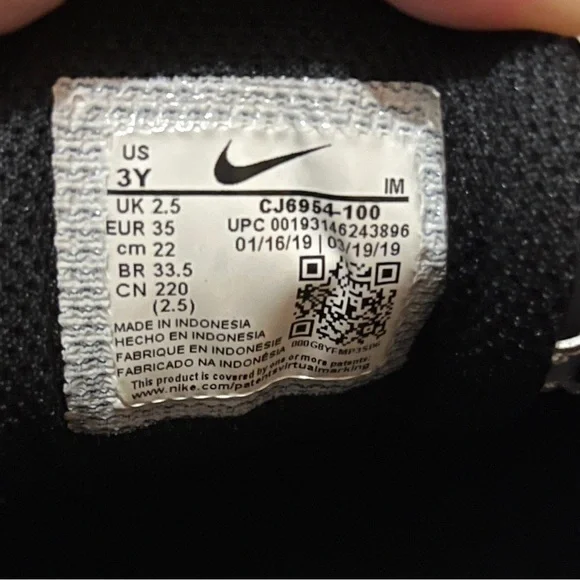 US
3Y
IM
UK 2.5
EUR 35
cm 22
BR 33.5
CN 220
(2.5)
CJ6954-100
UPC 00193146243896
01/16/19 | 03/19/19
MADE IN INDONESIA
HECHO EN INDONESIA
FABRIQUE EN INDONESIE
FABRICADO NA INDONÉSIA
This product is covered by one or more patents.
www.nike.com/patentsvirtualmarking